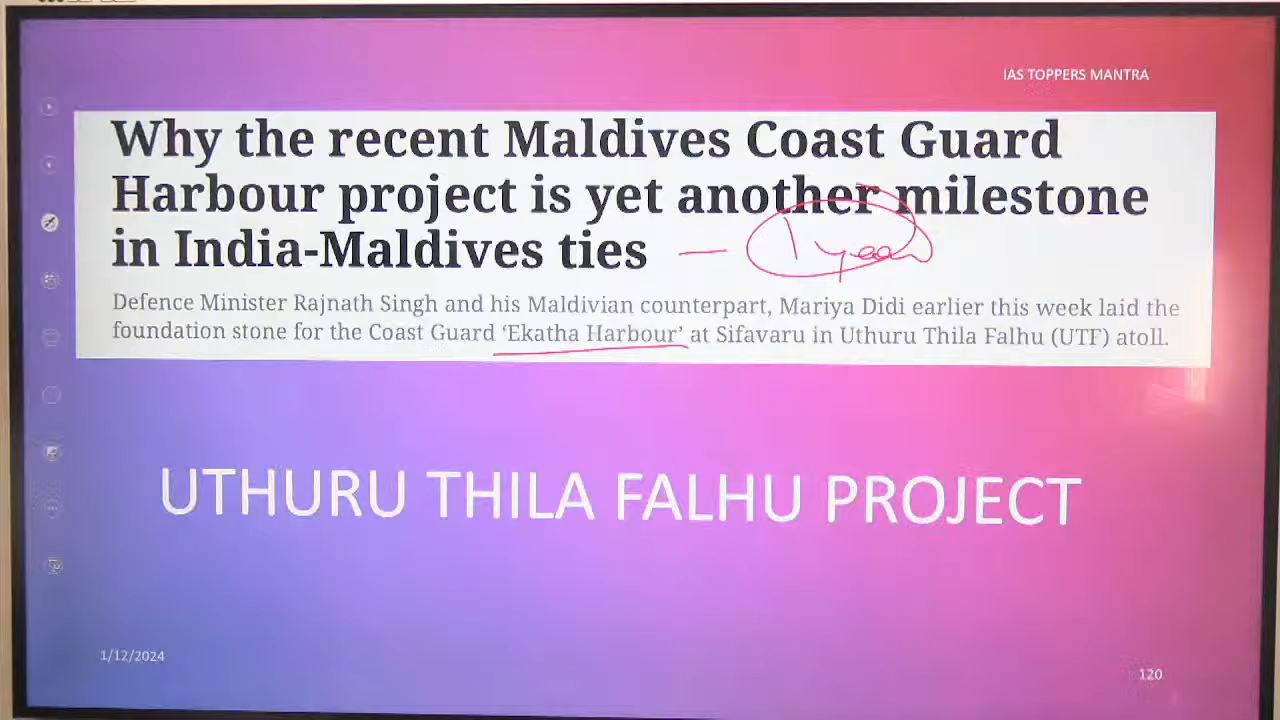 IAS TOPPERS MANTRA
Why the recent Maldives Coast Guard
Harbour project is yet another milestone
in India-Maldives ties — 1 year
Defence Minister Rajnath Singh and his Maldivian counterpart, Mariya Didi earlier this week laid the
foundation stone for the Coast Guard ‘Ekatha Harbour’ at Sifavaru in Uthuru Thila Falhu (UTF) atoll.
UTHURU THILA FALHU PROJECT
1/12/2024
120